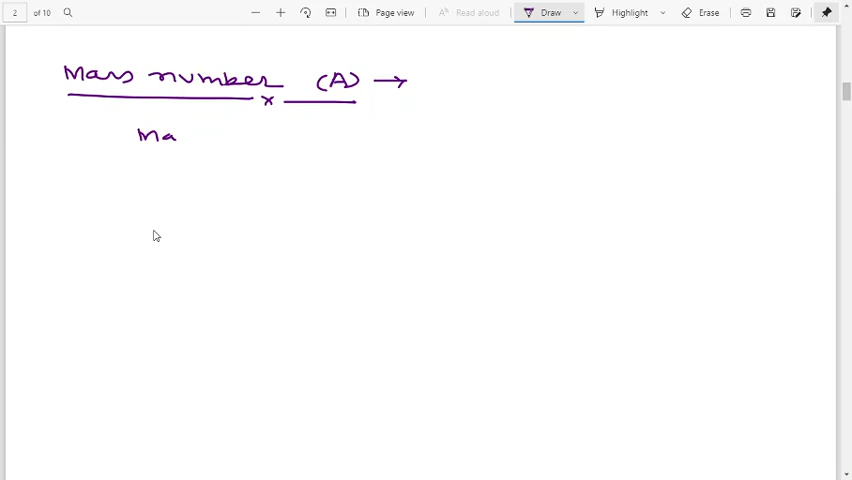 2 of 10 Page view Read aloud Draw Highlight Erase
Mass number (A) →
Ma